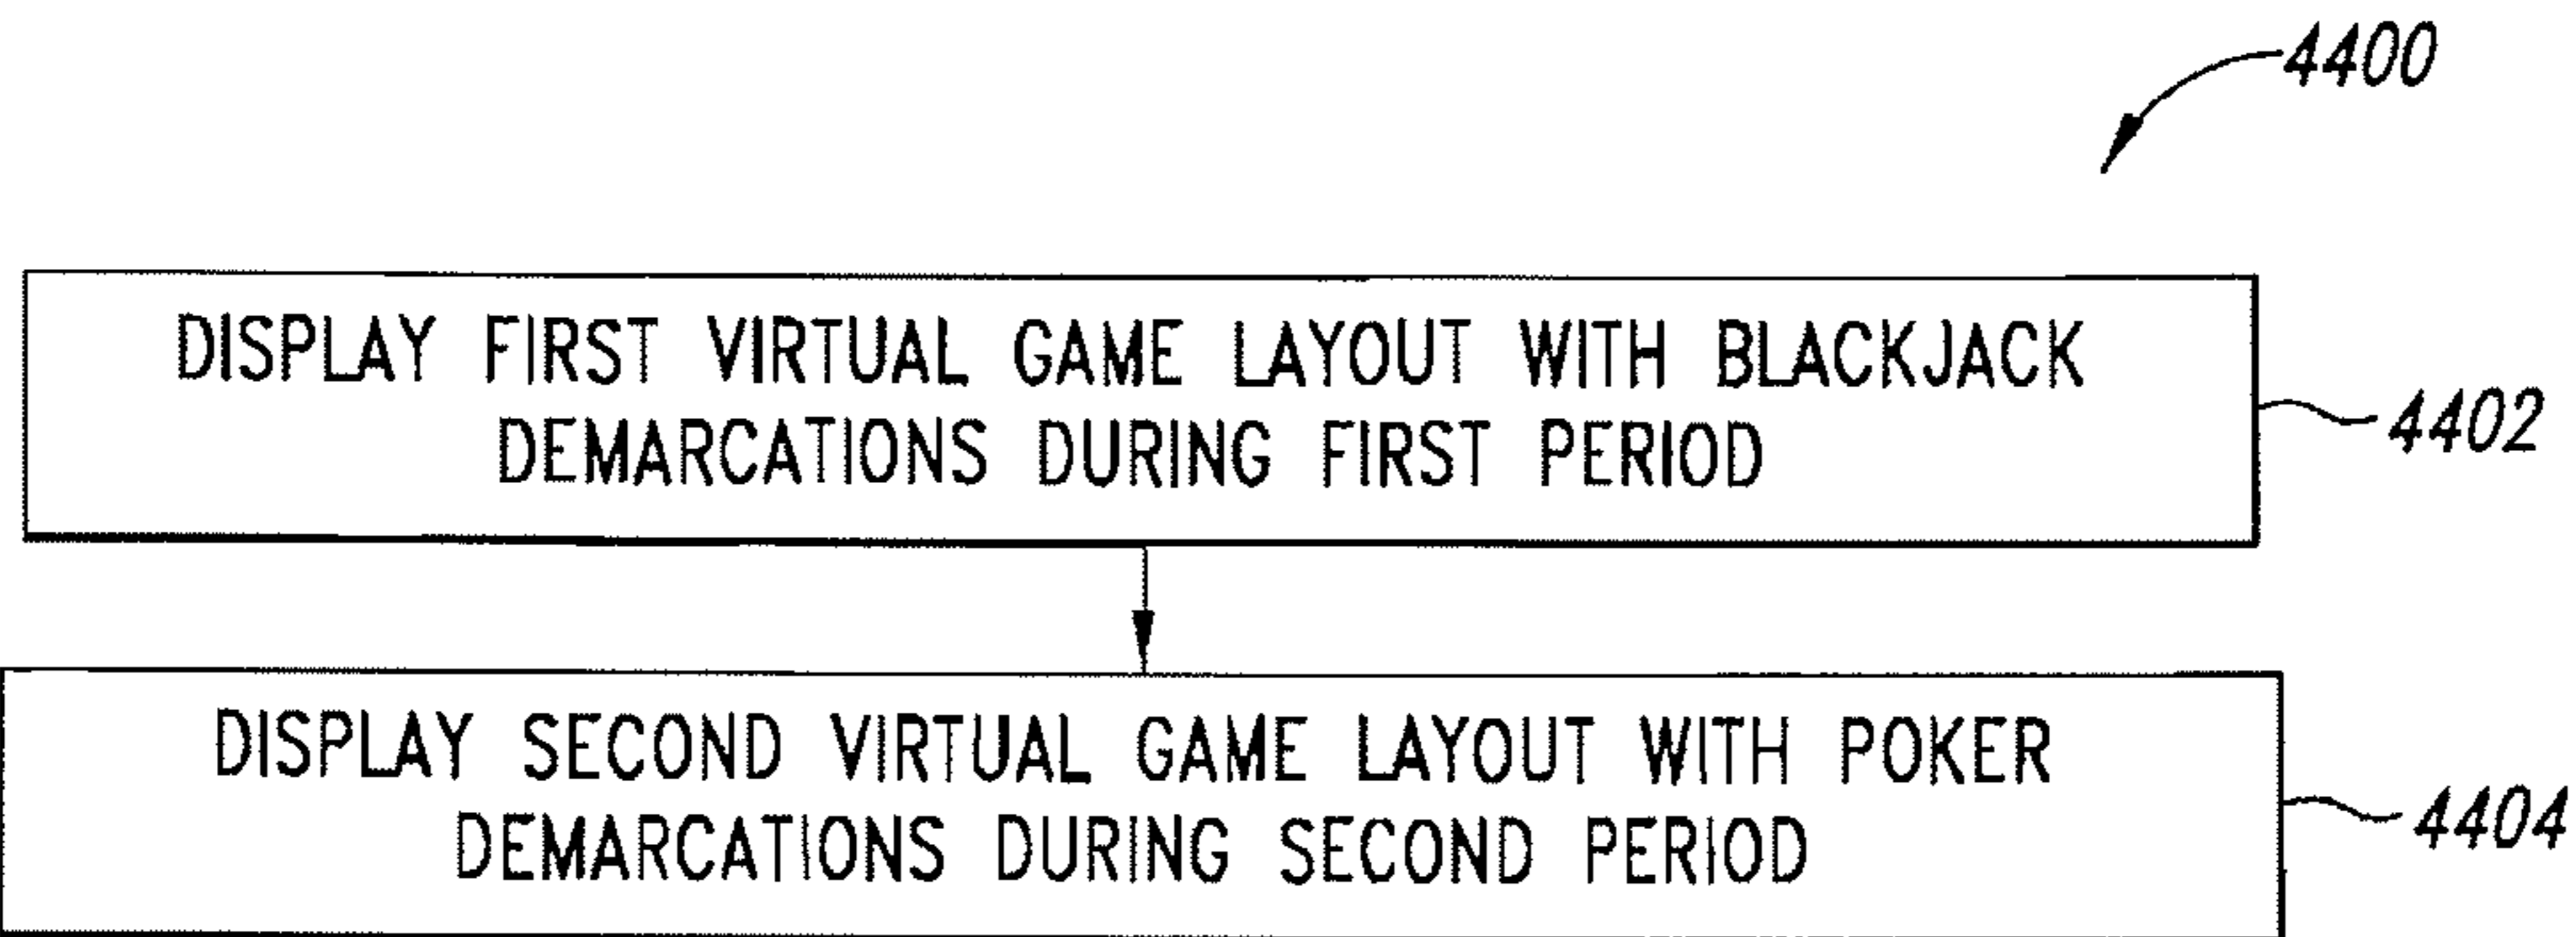 4400
DISPLAY FIRST VIRTUAL GAME LAYOUT WITH BLACKJACK
DEMARCATIONS DURING FIRST PERIOD
4402
DISPLAY SECOND VIRTUAL GAME LAYOUT WITH POKER
DEMARCATIONS DURING SECOND PERIOD
4404